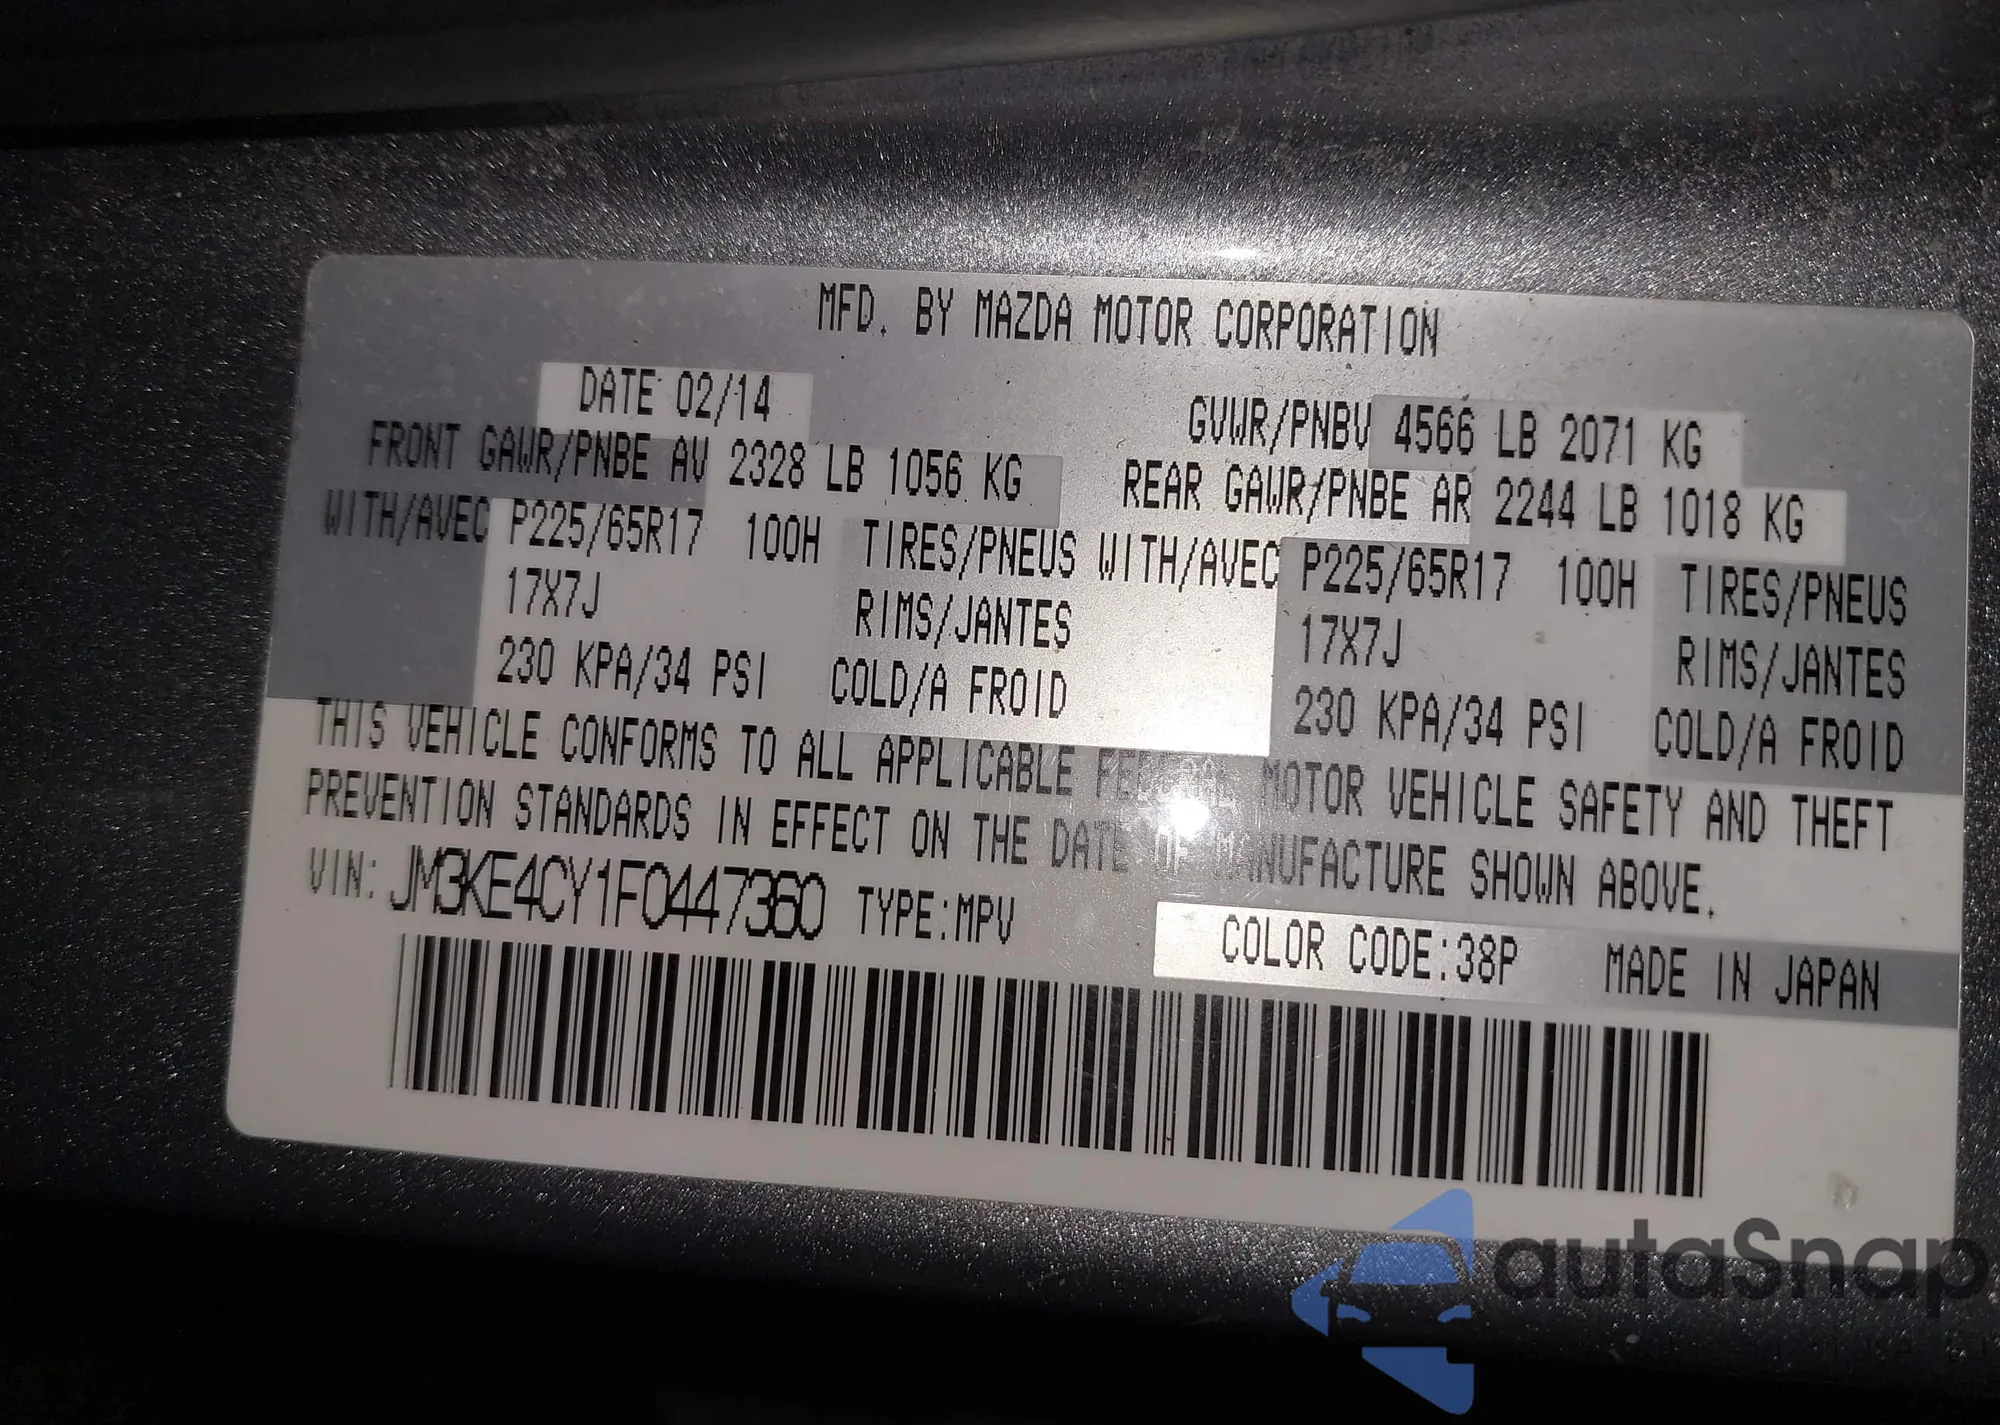 MFD. BY MAZDA MOTOR CORPORATION
DATE 02/14
GVWR/PNBV 4566 LB 2071 KG
FRONT GAWR/PNBE AV 2328 LB 1056 KG
REAR GAWR/PNBE AR 2244 LB 1018 KG
WITH/AVEC P225/65R17 100H TIRES/PNEUS
WITH/AVEC P225/65R17 100H TIRES/PNEUS
17X7J RIMS/JANTES
17X7J RIMS/JANTES
230 KPA/34 PSI COLD/A FROID
230 KPA/34 PSI COLD/A FROID
THIS VEHICLE CONFORMS TO ALL APPLICABLE FEDERAL MOTOR VEHICLE SAFETY AND THEFT
PREVENTION STANDARDS IN EFFECT ON THE DATE OF MANUFACTURE SHOWN ABOVE.
VIN: JM3KE4CY1F0447360 TYPE:MPV
COLOR CODE:38P MADE IN JAPAN
autaSnap